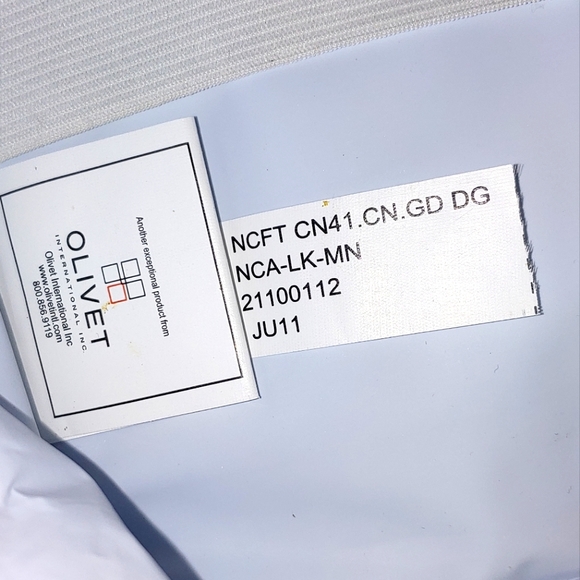 Another exceptional product from
OLIVET
INTERNATIONAL INC
Olivet International Inc
www.olivetintl.com
800.856.9119
NCFT CN41.CN.GD DG
NCA-LK-MN
21100112
JU11